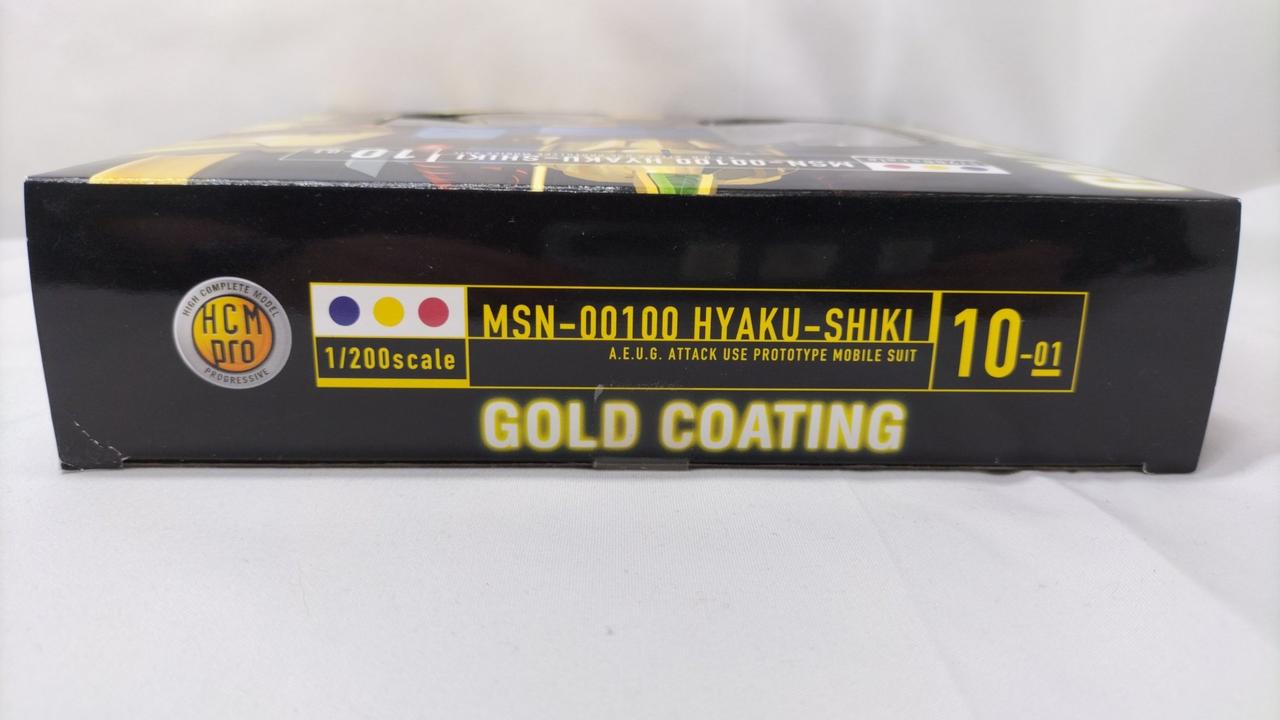 MSN-00100 HYAKU-SHIKI 10
HIGH COMPLETE MODEL
HCM
pro
PROGRESSIVE
1/200scale
MSN-00100 HYAKU-SHIKI
A.E.U.G. ATTACK USE PROTOTYPE MOBILE SUIT
10-01
GOLD COATING